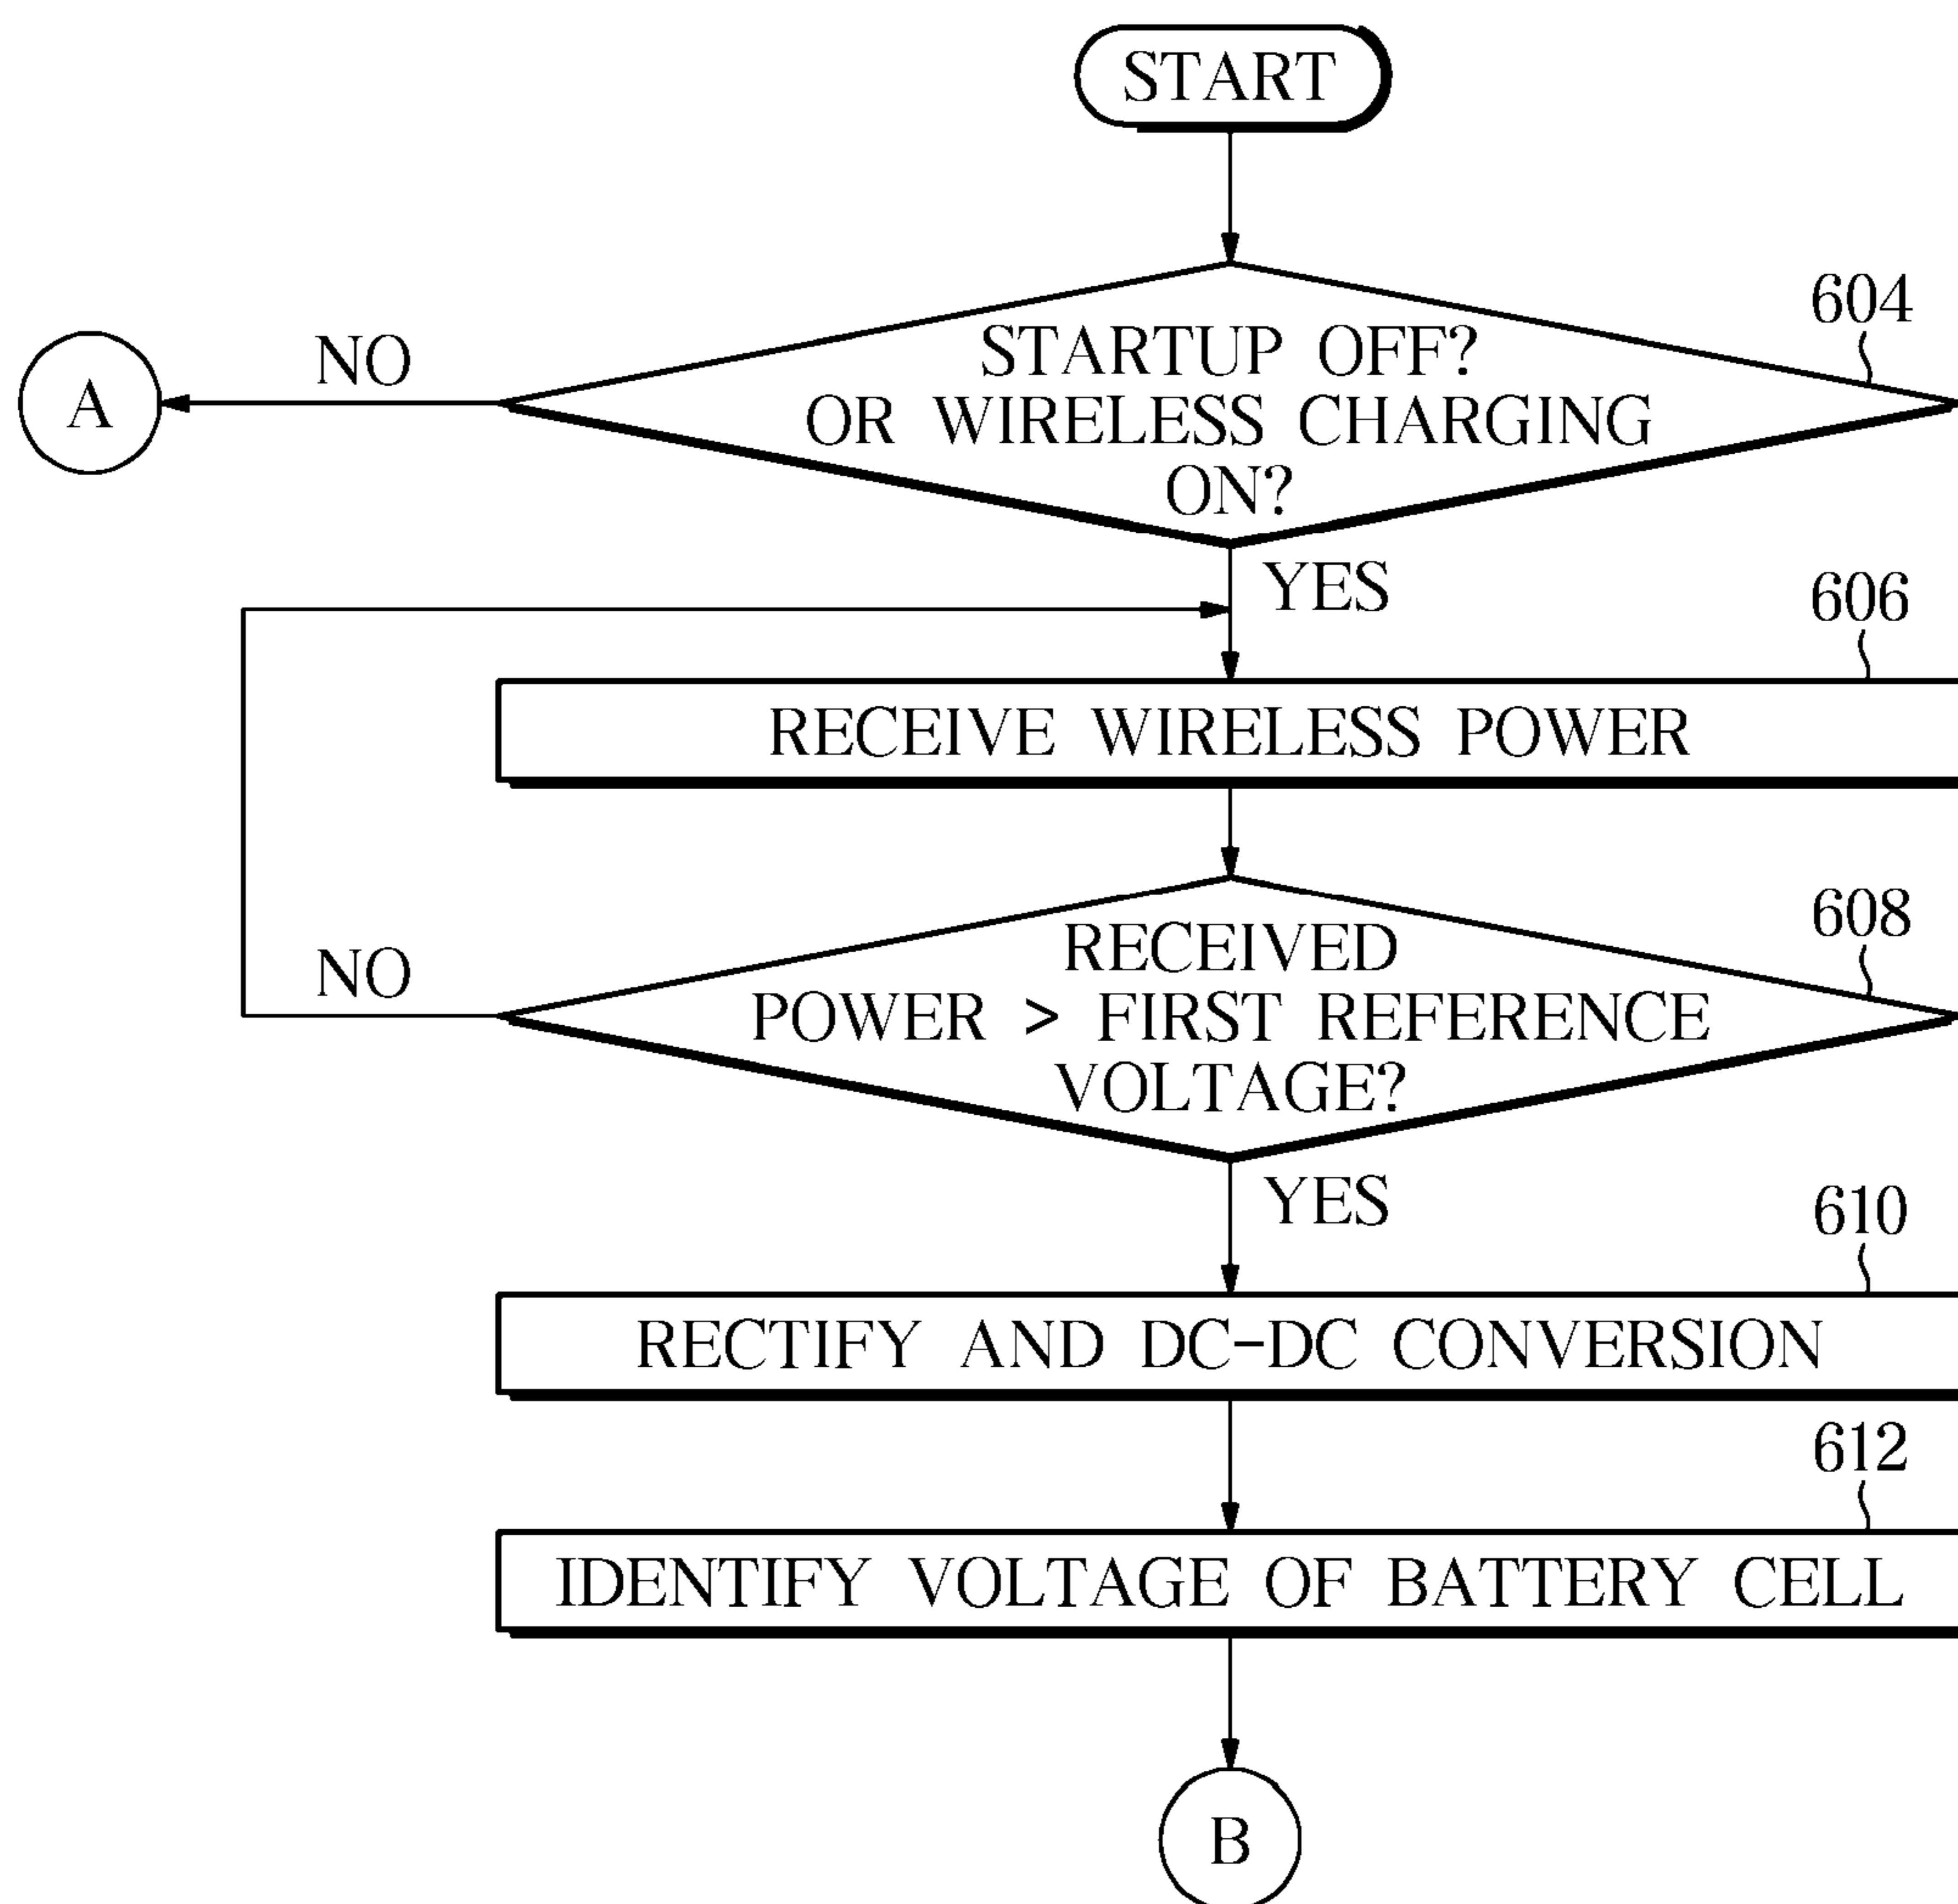 START
604
STARTUP OFF?
OR WIRELESS CHARGING
ON?
NO
A
YES
606
RECEIVE WIRELESS POWER
608
RECEIVED
POWER > FIRST REFERENCE
VOLTAGE?
NO
YES
610
RECTIFY AND DC-DC CONVERSION
612
IDENTIFY VOLTAGE OF BATTERY CELL
B